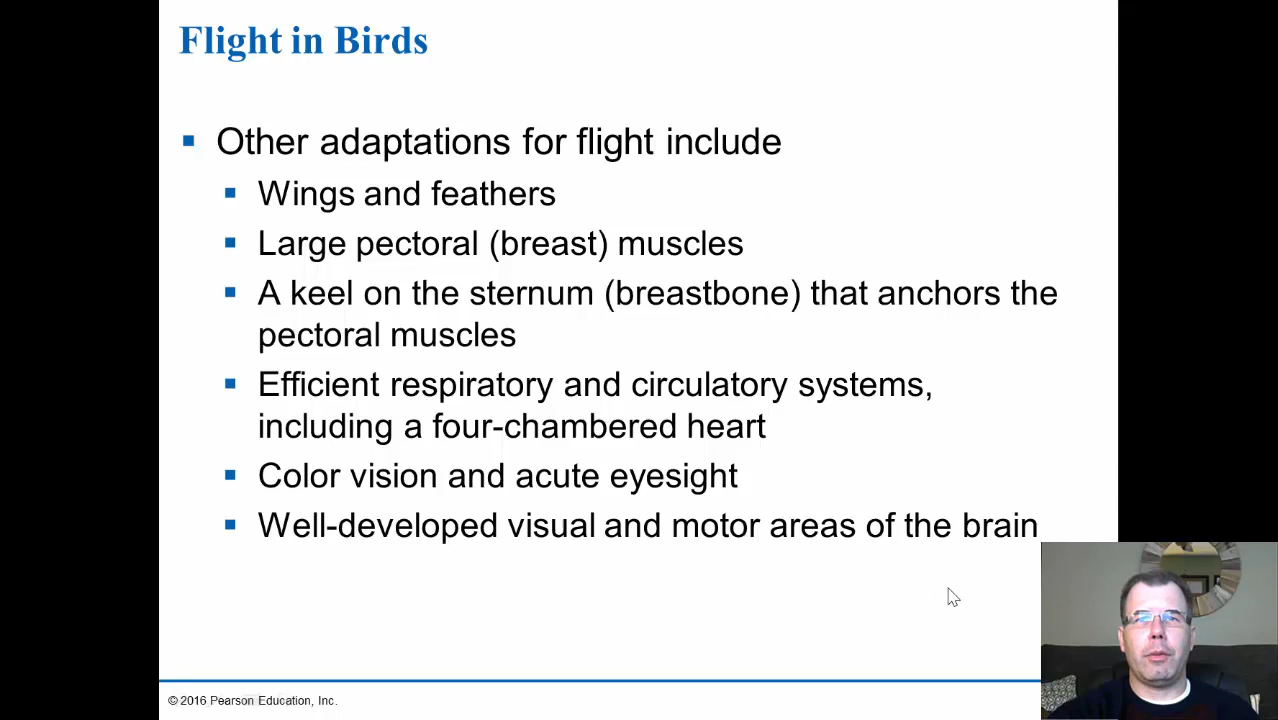 Flight in Birds
Other adaptations for flight include
Wings and feathers
Large pectoral (breast) muscles
A keel on the sternum (breastbone) that anchors the
pectoral muscles
Efficient respiratory and circulatory systems,
including a four-chambered heart
Color vision and acute eyesight
Well-developed visual and motor areas of the brain
© 2016 Pearson Education, Inc.